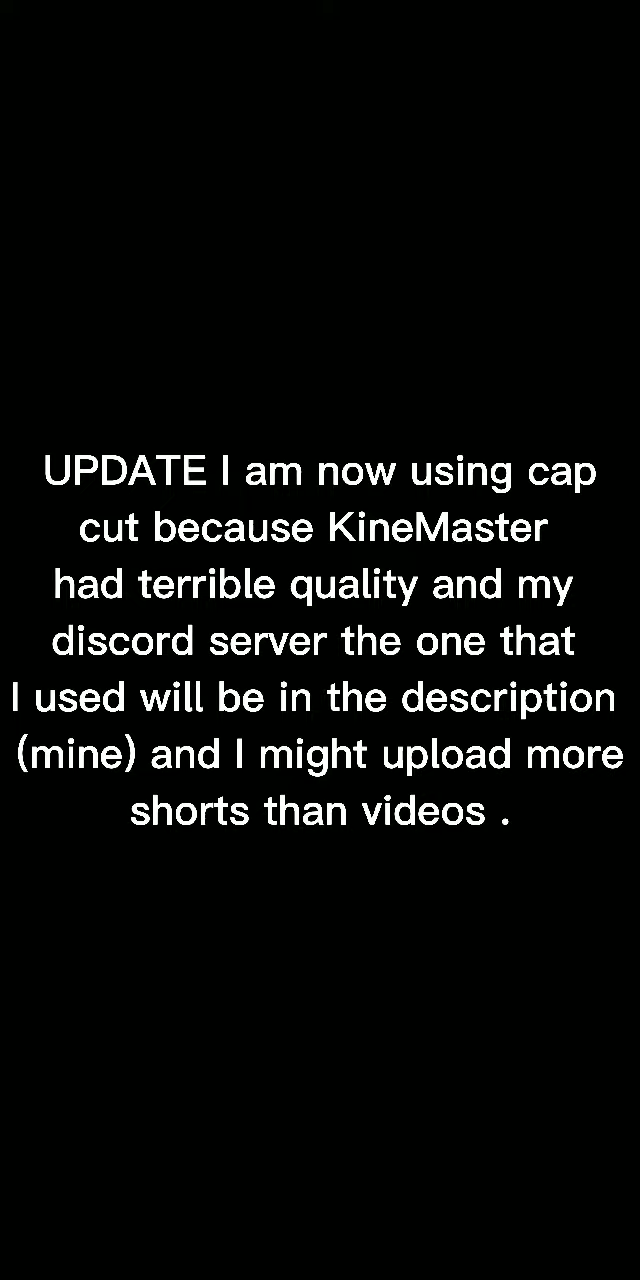 UPDATE I am now using cap
cut because KineMaster
had terrible quality and my
discord server the one that
I used will be in the description
(mine) and I might upload more
shorts than videos .